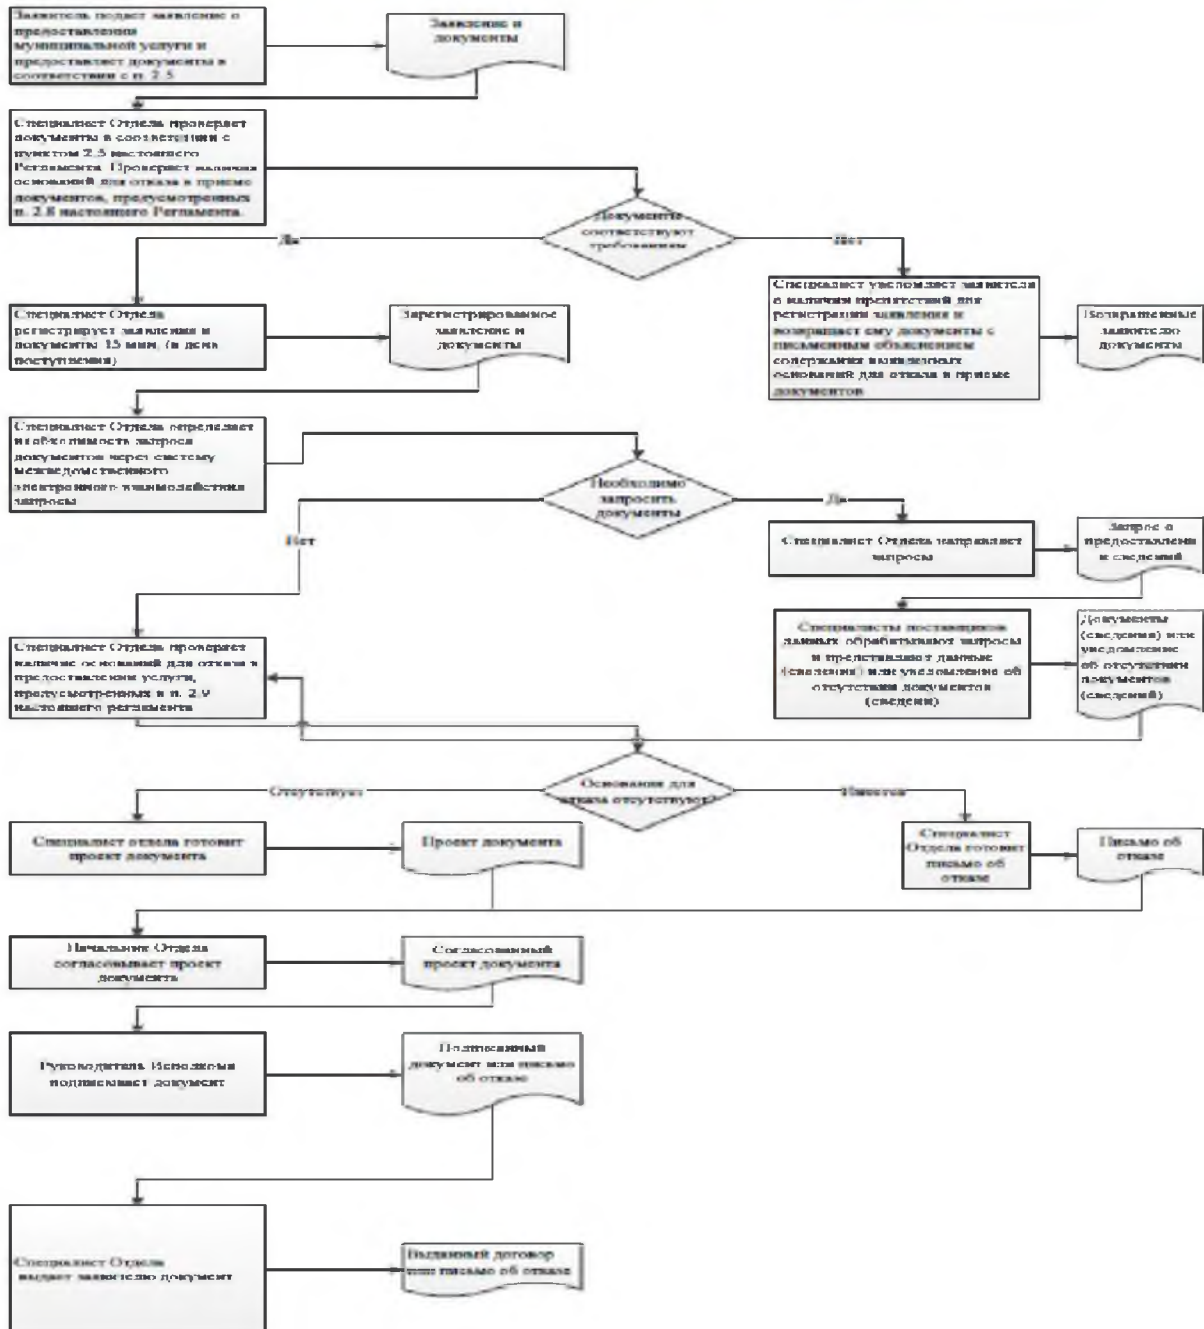 Заявитель подает заявление о
предоставлении
муниципальной услуги и
предоставляет документы в
соответствии с п. 2.5
Заявление и
документы
Специалист Отдела проверяет
документы в соответствии с
пунктом 2.5 настоящего
Регламента. Проверяет наличие
оснований для отказа в приеме
документов, предусмотренных
п. 2.8 настоящего Регламента.
Документы
соответствуют
требованиям
Да
Нет
Специалист Отдела
регистрирует заявления и
документы 15 мин. (в день
поступления)
Зарегистрированное
заявление и
документы
Специалист уведомляет заявителя
о наличии препятствий для
регистрации заявления и
возвращает ему документы с
письменным объяснением
содержания выявленных
оснований для отказа в приеме
документов
Возвращенные
заявителю
документы
Специалист Отдела определяет
необходимость запроса
документов через систему
межведомственного
электронного взаимодействия
запросы
Необходимо
запросить
документы
Нет
Да
Специалист Отдела направляет
запросы
Запрос о
предоставлени
и сведений
Специалисты поставщиков
данных обрабатывают запросы
и представляют данные
(сведения) или уведомление об
отсутствии документов
(сведени)
Документы
(сведения) или
уведомление
об отсутствии
документов
(сведений)
Специалист Отдела проверяет
наличие оснований для отказа в
предоставлении услуги,
предусмотренных в п. 2.9
настоящего регламента
Основания для
отказа отсутствуют?
Отсутствуют
Имеются
Специалист отдела готовит
проект документа
Проект документа
Специалист
Отдела готовит
письмо об
отказе
Письмо об
отказе
Начальник Отдела
согласовывает проект
документа
Согласованный
проект документа
Руководитель Исполкома
подписывает документ
Подписанный
документ или письмо
об отказе
Специалист Отдела
выдает заявителю документ
Выданный договор
или письмо об отказе